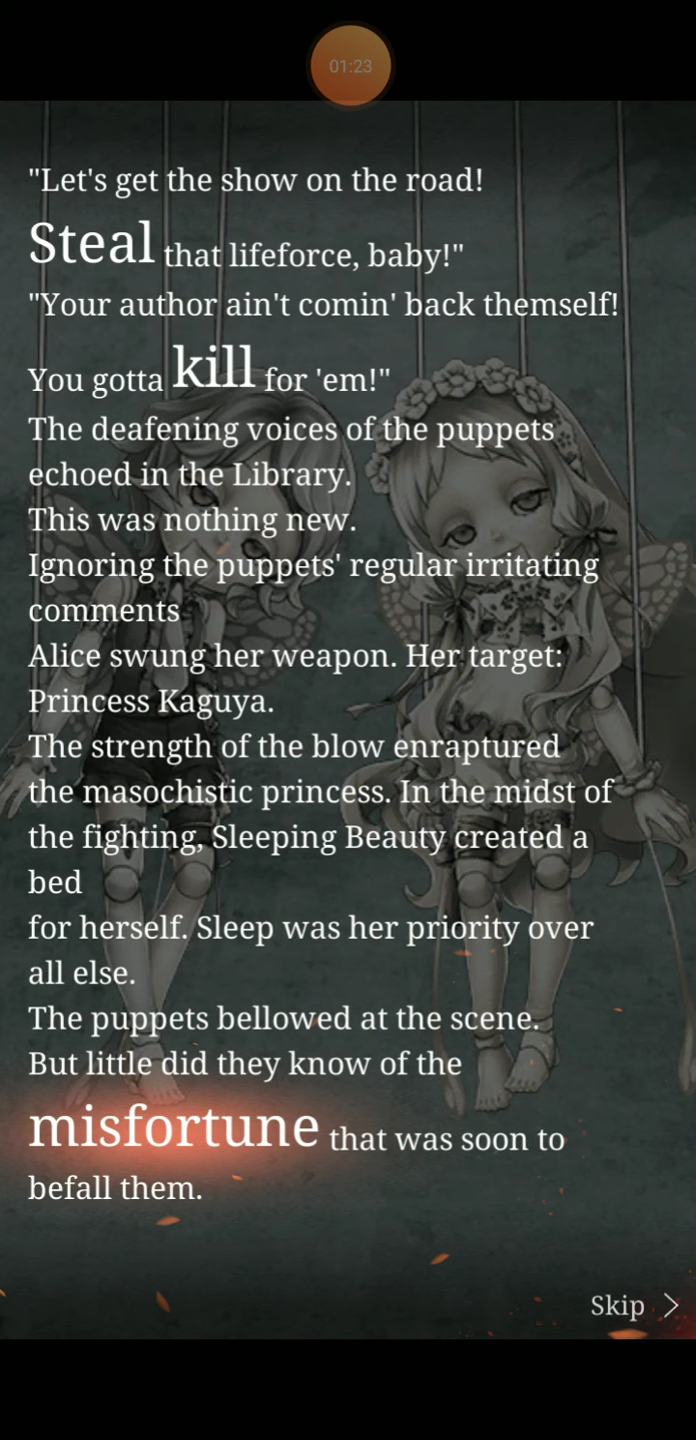 01:23
"Let's get the show on the road!
Steal that lifeforce, baby!"
"Your author ain't comin' back themself!
You gotta kill for 'em!"
The deafening voices of the puppets
echoed in the Library.
This was nothing new.
Ignoring the puppets' regular irritating
comments
Alice swung her weapon. Her target:
Princess Kaguya.
The strength of the blow enraptured
the masochistic princess. In the midst of
the fighting, Sleeping Beauty created a
bed
for herself. Sleep was her priority over
all else.
The puppets bellowed at the scene.
But little did they know of the
misfortune that was soon to
befall them.
Skip